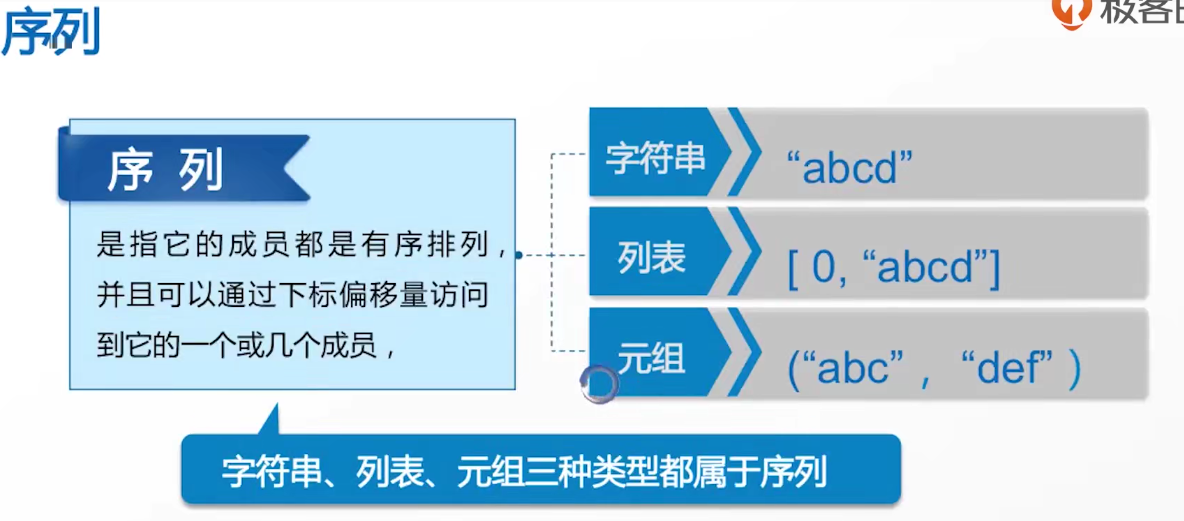 序列
极客
序 列
是指它的成员都是有序排列，
并且可以通过下标偏移量访问
到它的一个或几个成员，
字符串
“abcd”
列表
[ 0, “abcd”]
元组
(“abc” ， “def” )
字符串、列表、元组三种类型都属于序列